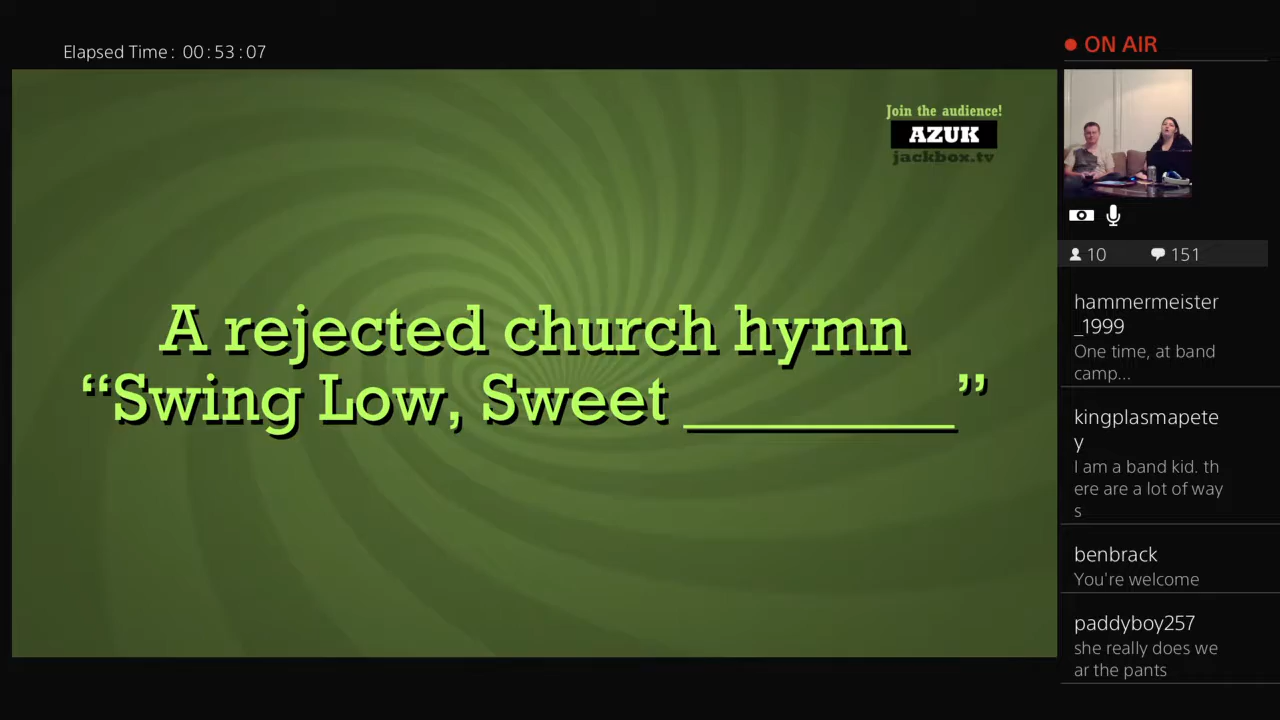 Elapsed Time: 00:53:07
ON AIR
Join the audience!
AZUK
jackbox.tv
A rejected church hymn
“Swing Low, Sweet ________”
10 151
hammermeister
_1999
One time, at band
camp...
kingplasmapete
y
I am a band kid. th
ere are a lot of way
s
benbrack
You're welcome
paddyboy257
she really does we
ar the pants